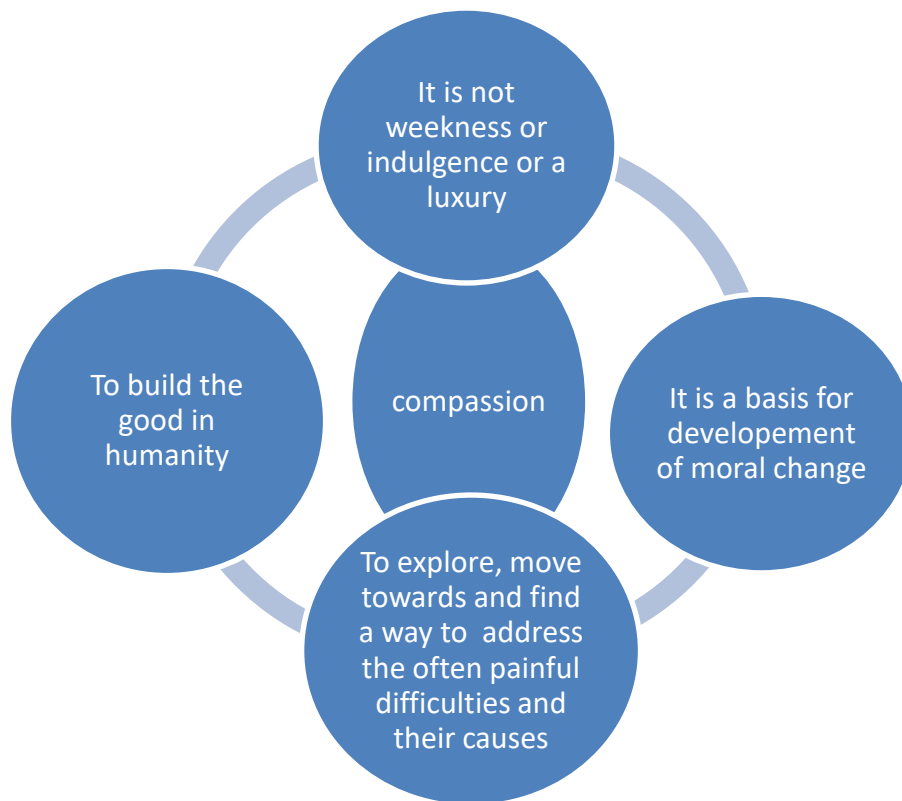 It is not
weekness or
indulgence or a
luxury
To build the
good in
humanity
compassion
It is a basis for
developement
of moral change
To explore, move
towards and find
a way to  address
the often painful
difficulties and
their causes